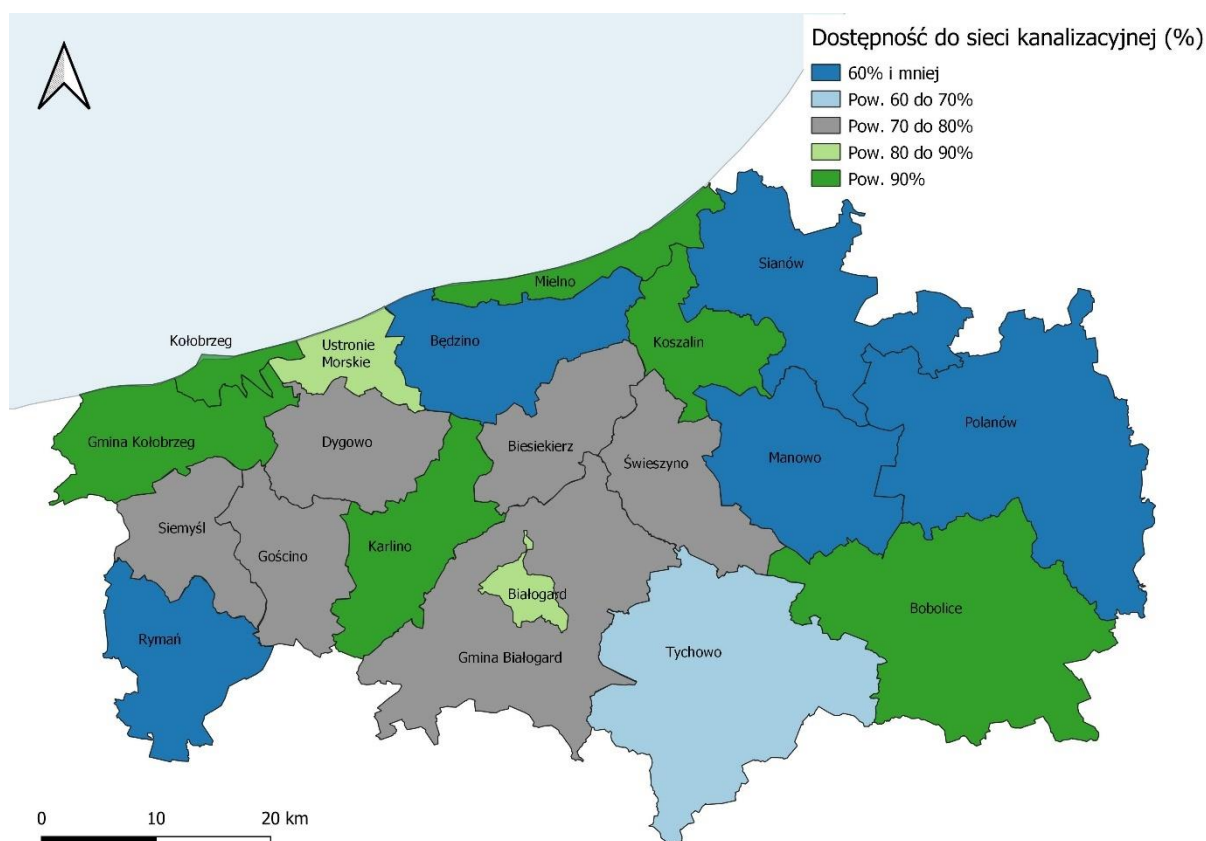 Dostępność do sieci kanalizacyjnej (%)
60% i mniej
Pow. 60 do 70%
Pow. 70 do 80%
Pow. 80 do 90%
Pow. 90%
Sianów
Mielno
Kołobrzeg
Ustronie
Morskie
Będzino
Koszalin
Gmina Kołobrzeg
Dygowo
Biesiekierz
Świeszyno
Manowo
Polanów
Siemyśl
Gościno
Karlino
Białogard
Bobolice
Rymań
Gmina Białogard
Tychowo
0 10 20 km